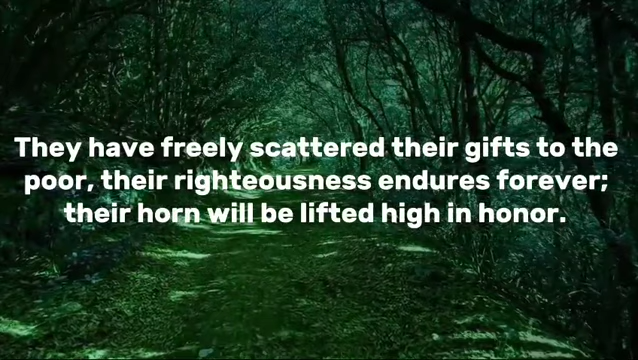 They have freely scattered their gifts to the
poor, their righteousness endures forever;
their horn will be lifted high in honor.